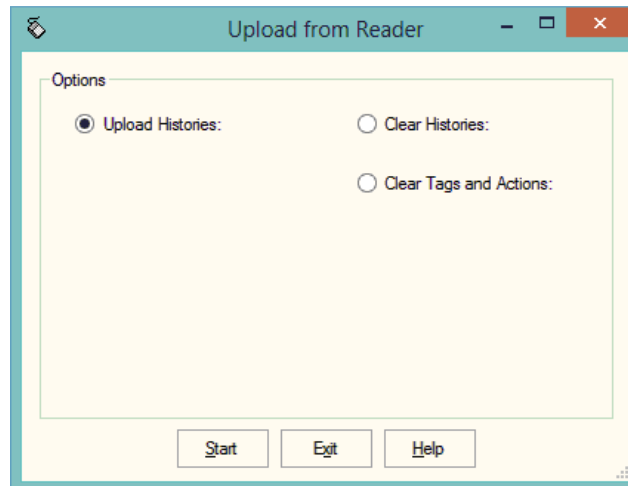 Upload from Reader
Options
Upload Histories: Clear Histories:
Clear Tags and Actions:
Start Exit Help